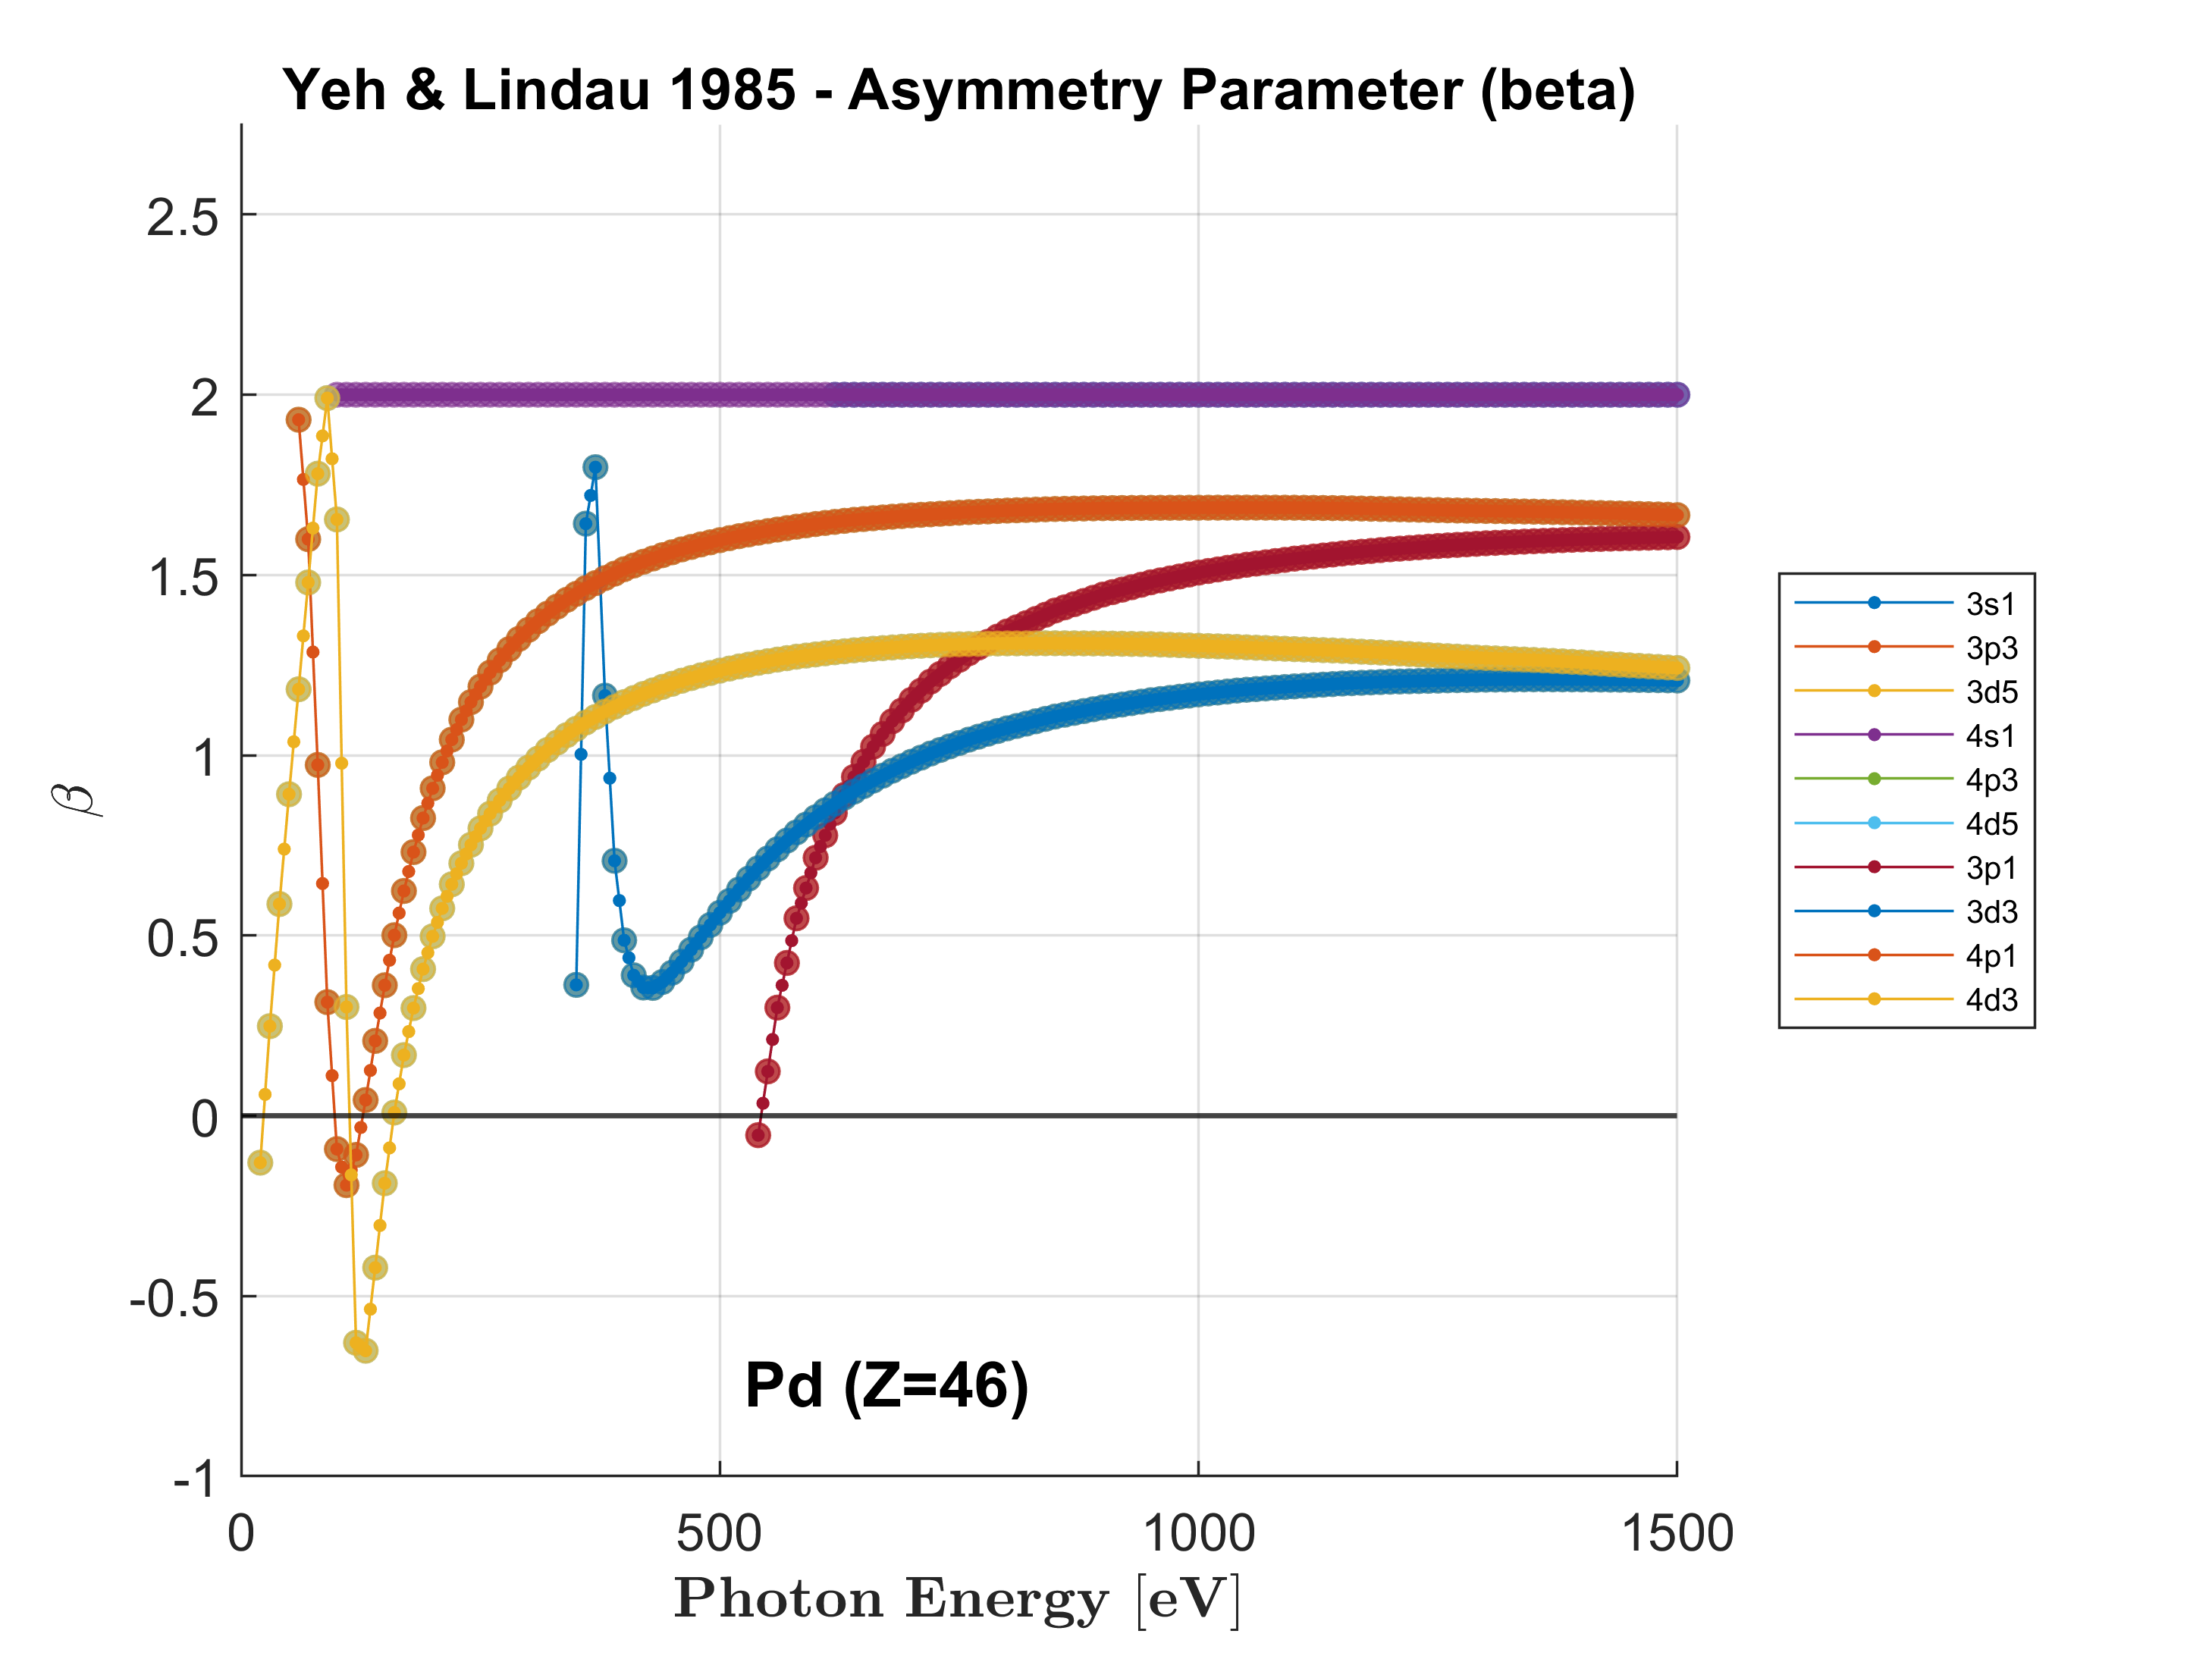 Yeh & Lindau 1985 - Asymmetry Parameter (beta)
2.5
2
1.5
1
0.5
0
-0.5
-1
β
0 500 1000 1500
Photon Energy [eV]
Pd (Z=46)
3s1
3p3
3d5
4s1
4p3
4d5
3p1
3d3
4p1
4d3